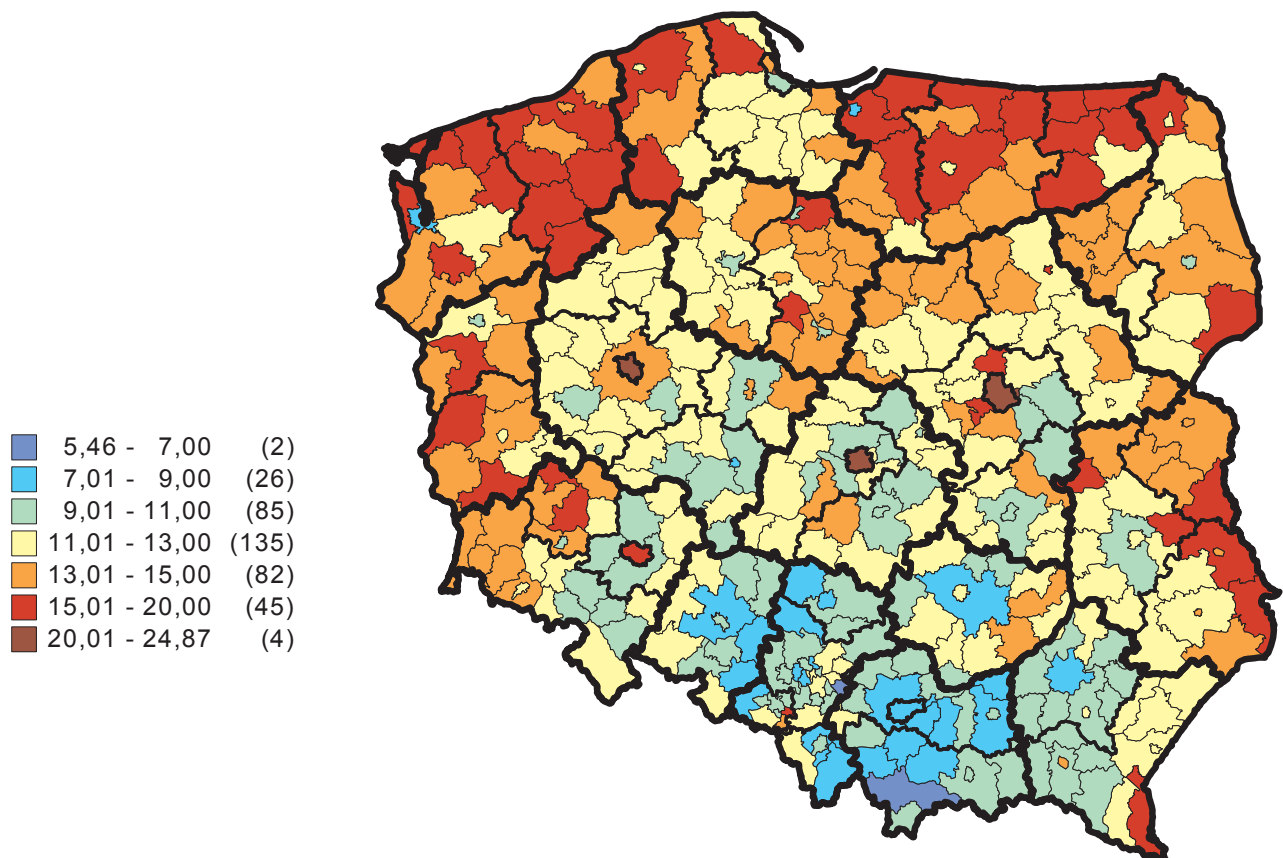 5,46 - 7,00 (2)
7,01 - 9,00 (26)
9,01 - 11,00 (85)
11,01 - 13,00 (135)
13,01 - 15,00 (82)
15,01 - 20,00 (45)
20,01 - 24,87 (4)